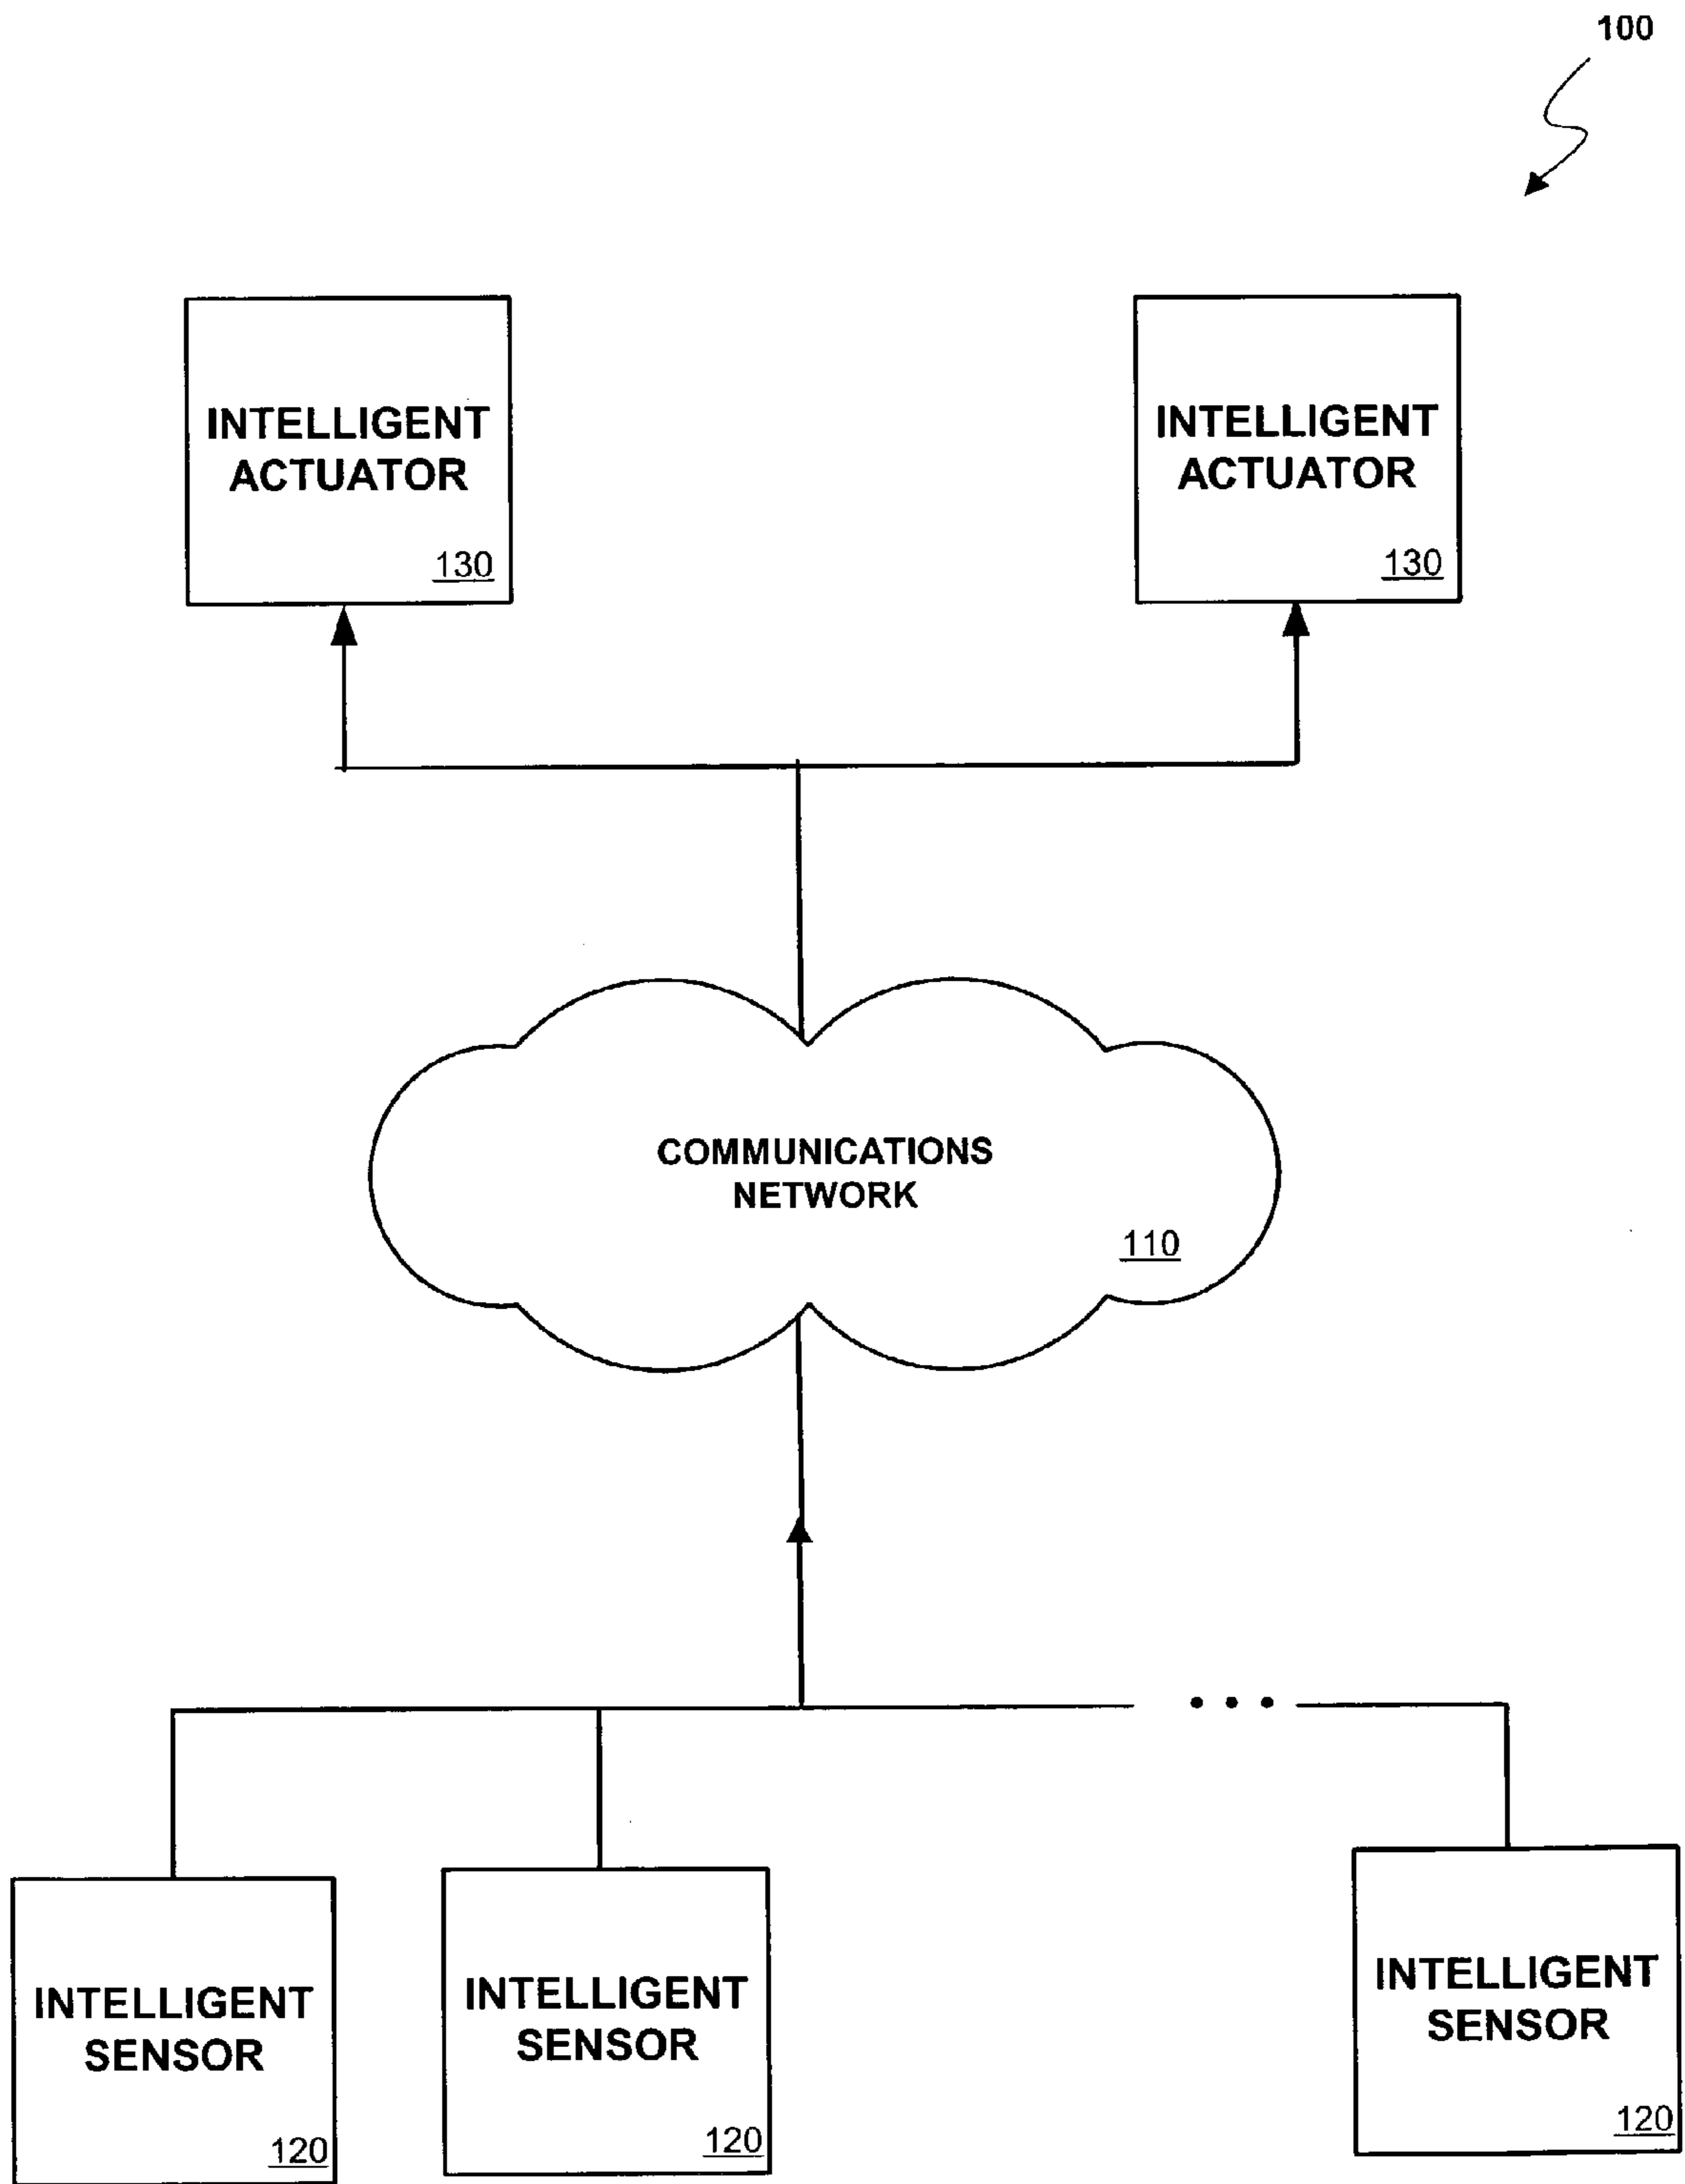 100
INTELLIGENT
ACTUATOR
130
INTELLIGENT
ACTUATOR
130
COMMUNICATIONS
NETWORK
110
INTELLIGENT
SENSOR
120
INTELLIGENT
SENSOR
120
INTELLIGENT
SENSOR
120